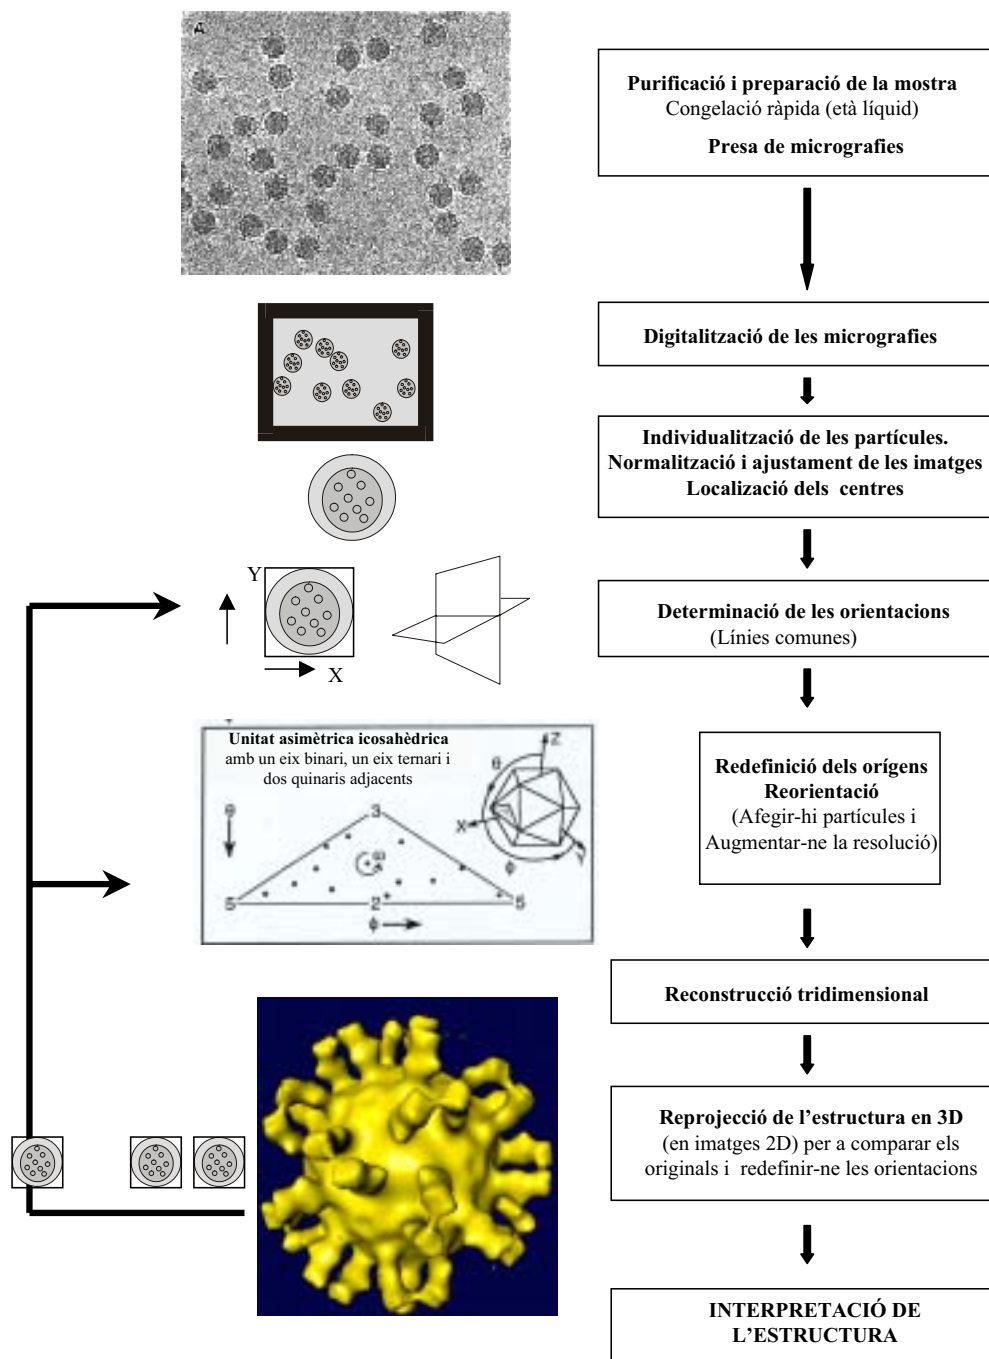 A
Purificació i preparació de la mostra
Congelació ràpida (età líquid)
Presa de micrografies
Digitalització de les micrografies
Individualització de les partícules.
Normalització i ajustament de les imatges
Localització dels centres
Y
X
Determinació de les orientacions
(Línies comunes)
Unitat asimètrica icosahèdrica
amb un eix binari, un eix ternari i
dos quinaris adjacents
θ
3
5
2
5
ϕ
Z
θ
X
Y
ϕ
Redefinició dels orígens
Reorientació
(Afegir-hi partícules i
Augmentar-ne la resolució)
Reconstrucció tridimensional
Reprojecció de l’estructura en 3D
(en imatges 2D) per a comparar els
originals i redefinir-ne les orientacions
INTERPRETACIÓ DE
L’ESTRUCTURA